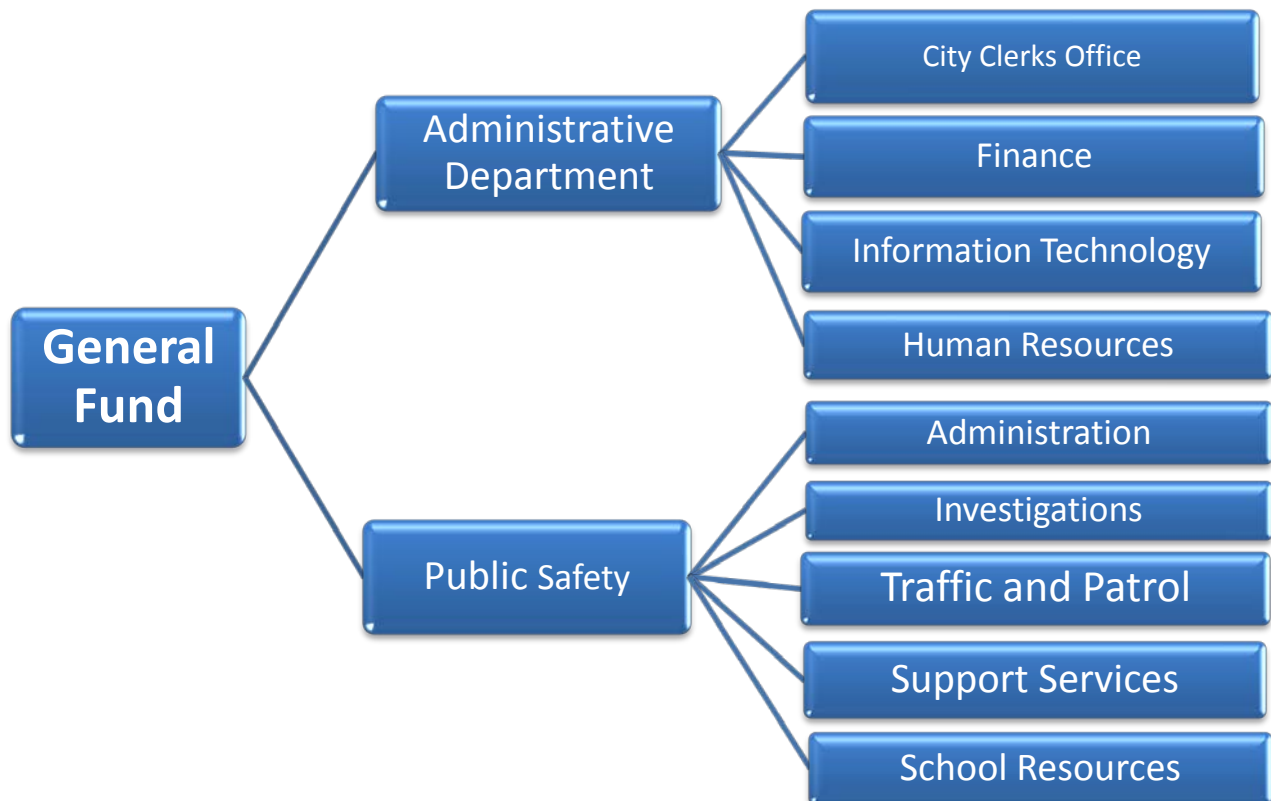 General
Fund
Administrative
Department
City Clerks Office
Finance
Information Technology
Human Resources
Public Safety
Administration
Investigations
Traffic and Patrol
Support Services
School Resources